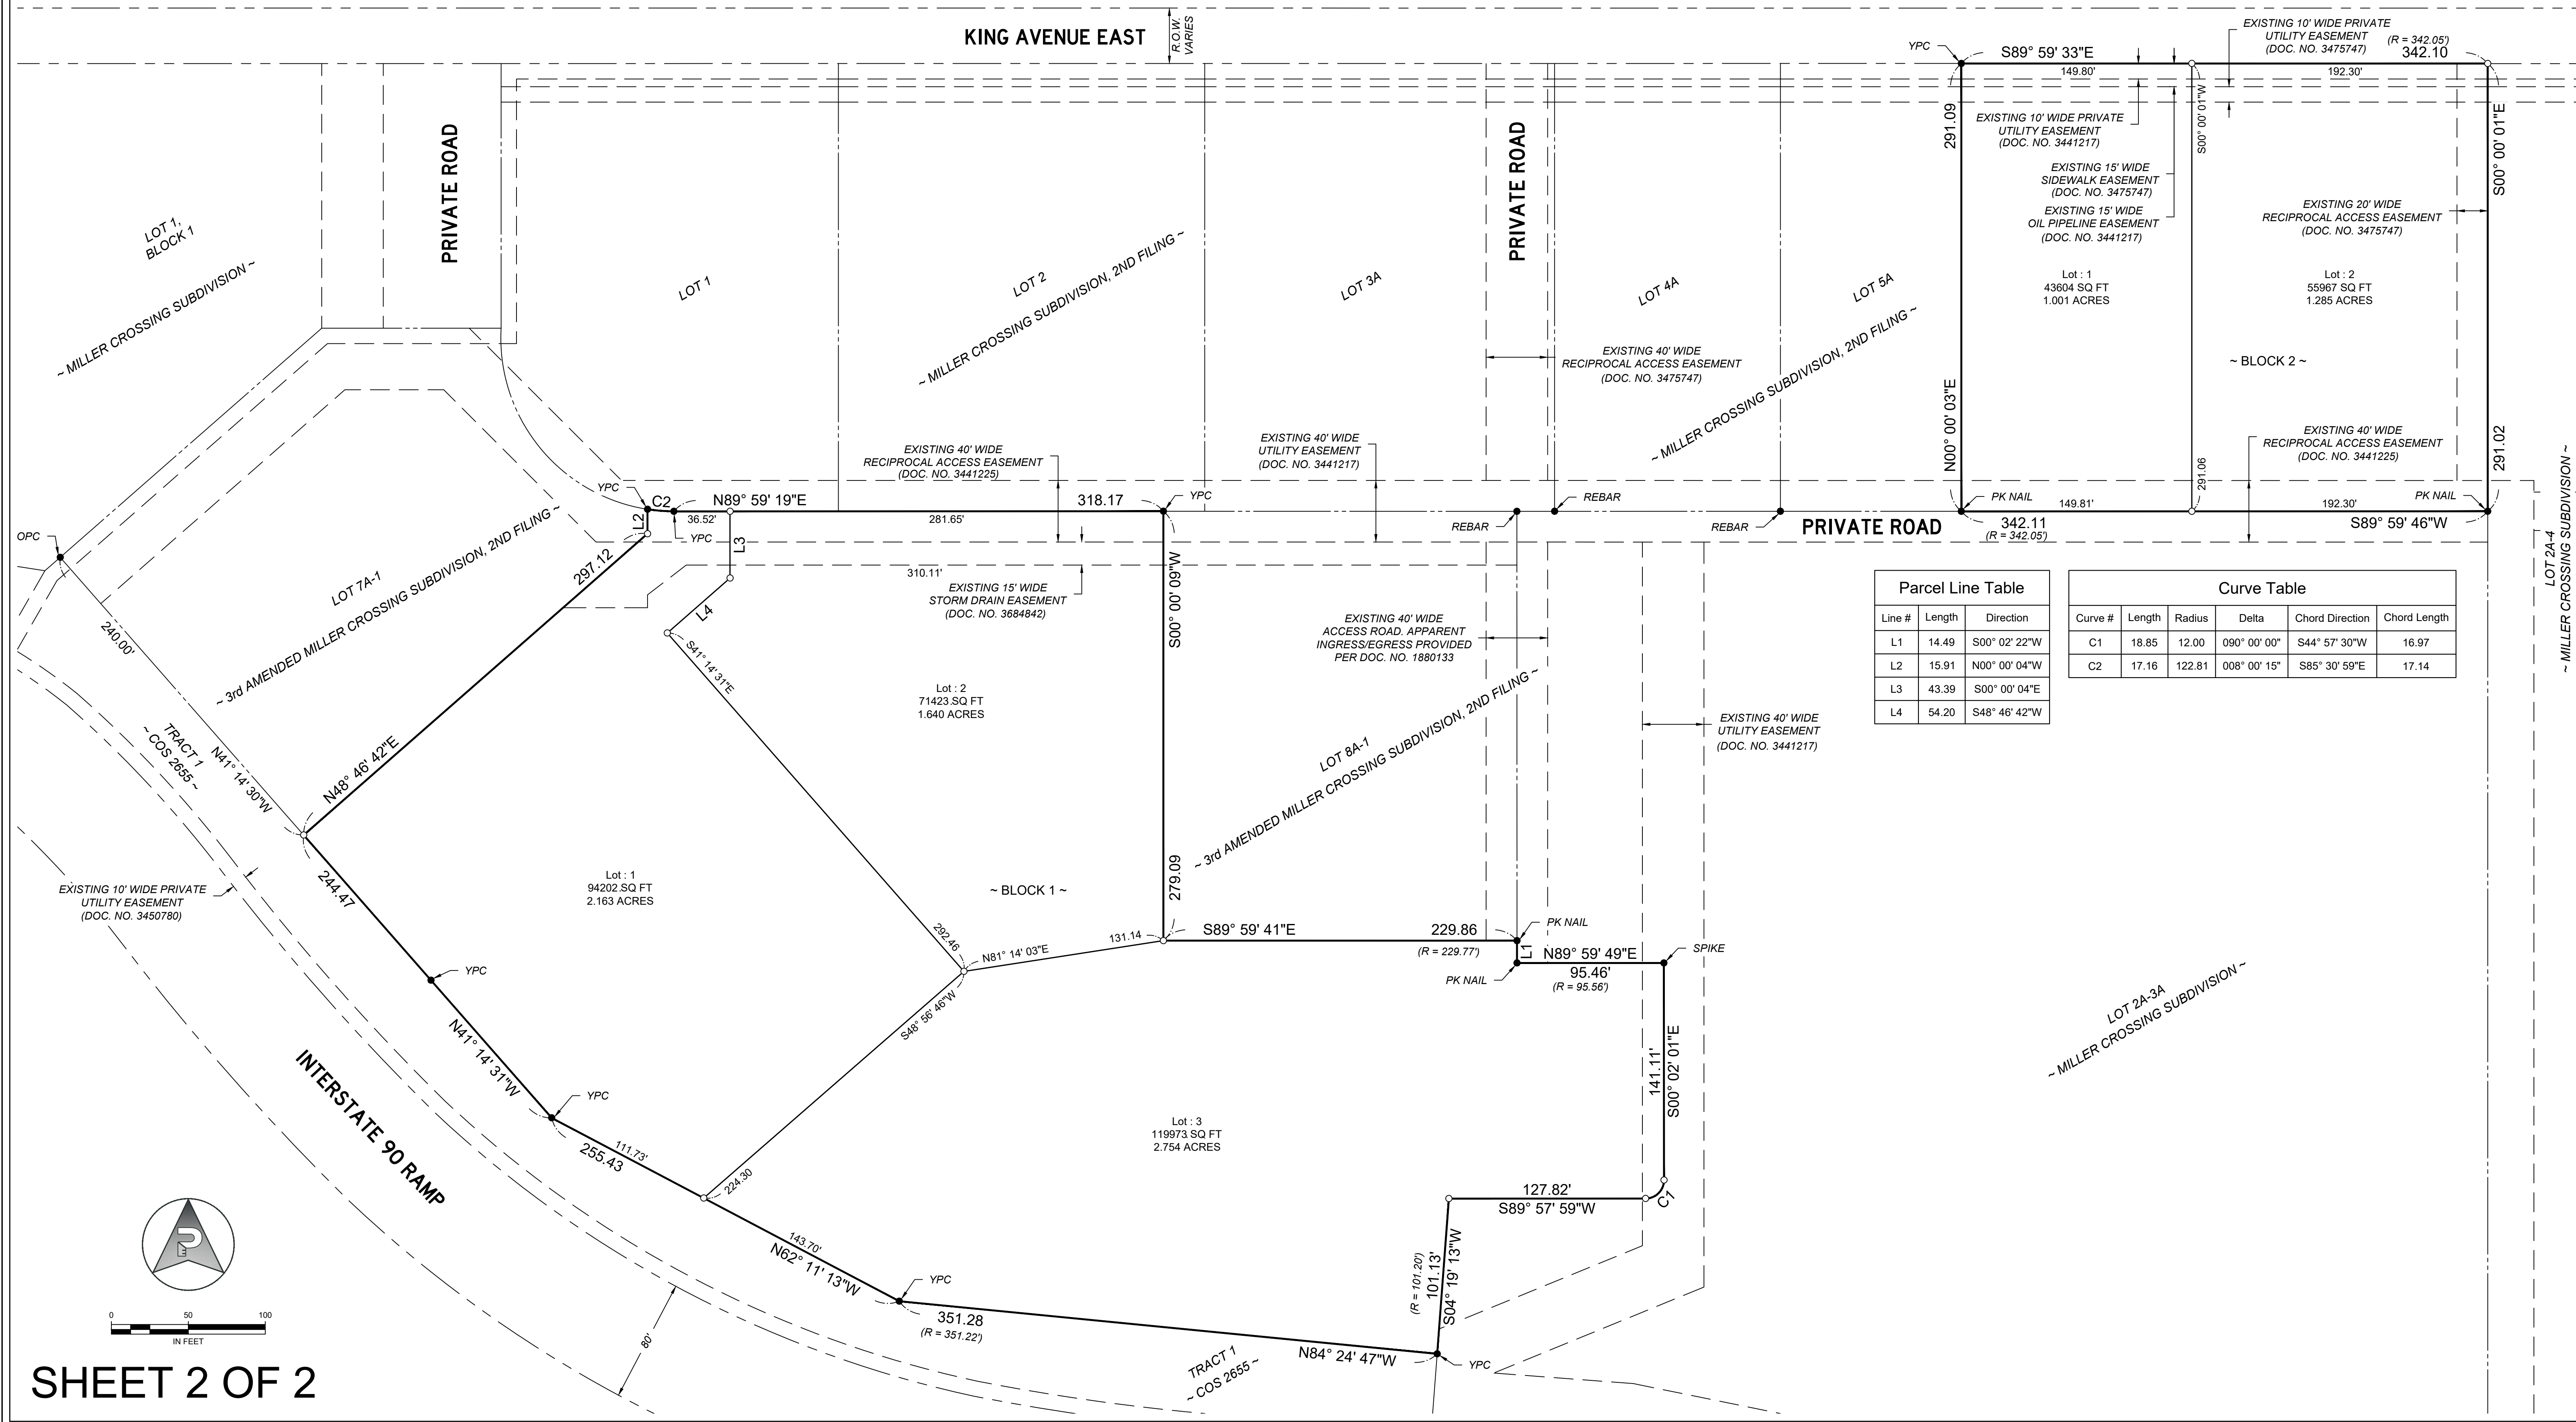 KING AVENUE EAST
R.O.W.
VARIES
EXISTING 10' WIDE PRIVATE
UTILITY EASEMENT
(DOC. NO. 3475747)
(R = 342.05')
342.10
YPC
S89° 59' 33"E
149.80'
192.30'
PRIVATE ROAD
PRIVATE ROAD
291.09
N00° 00' 03"E
EXISTING 10' WIDE PRIVATE
UTILITY EASEMENT
(DOC. NO. 3441217)
S00° 00' 01"W
291.06
S00° 00' 01"E
291.02
EXISTING 15' WIDE
SIDEWALK EASEMENT
(DOC. NO. 3475747)
EXISTING 15' WIDE
OIL PIPELINE EASEMENT
(DOC. NO. 3441217)
EXISTING 20' WIDE
RECIPROCAL ACCESS EASEMENT
(DOC. NO. 3475747)
LOT 1,
BLOCK 1
~ MILLER CROSSING SUBDIVISION ~
LOT 1
LOT 2
~ MILLER CROSSING SUBDIVISION, 2ND FILING ~
LOT 3A
LOT 4A
LOT 5A
~ MILLER CROSSING SUBDIVISION, 2ND FILING ~
Lot : 1
43604 SQ FT
1.001 ACRES
Lot : 2
55967 SQ FT
1.285 ACRES
~ BLOCK 2 ~
EXISTING 40' WIDE
RECIPROCAL ACCESS EASEMENT
(DOC. NO. 3475747)
EXISTING 40' WIDE
RECIPROCAL ACCESS EASEMENT
(DOC. NO. 3441225)
EXISTING 40' WIDE
UTILITY EASEMENT
(DOC. NO. 3441217)
EXISTING 40' WIDE
RECIPROCAL ACCESS EASEMENT
(DOC. NO. 3441225)
YPC
C2
N89° 59' 19"E
318.17
YPC
36.52'
281.65'
YPC
L2
L3
REBAR
REBAR
REBAR
PRIVATE ROAD
PK NAIL
149.81'
192.30'
PK NAIL
342.11
(R = 342.05')
S89° 59' 46"W
OPC
LOT 7A-1
~ 3rd AMENDED MILLER CROSSING SUBDIVISION, 2ND FILING ~
297.12
N48° 46' 42"E
240.00'
N41° 14' 30"W
TRACT 1
~ COS 2655 ~
310.11'
EXISTING 15' WIDE
STORM DRAIN EASEMENT
(DOC. NO. 3684842)
L4
S41° 14' 31"E
292.46
S00° 00' 09"W
279.09
Lot : 2
71423 SQ FT
1.640 ACRES
EXISTING 40' WIDE
ACCESS ROAD. APPARENT
INGRESS/EGRESS PROVIDED
PER DOC. NO. 1880133
LOT 8A-1
~ 3rd AMENDED MILLER CROSSING SUBDIVISION, 2ND FILING ~
EXISTING 40' WIDE
UTILITY EASEMENT
(DOC. NO. 3441217)
Parcel Line Table
Line # Length Direction
L1 14.49 S00° 02' 22"W
L2 15.91 N00° 00' 04"W
L3 43.39 S00° 00' 04"E
L4 54.20 S48° 46' 42"W
Curve Table
Curve # Length Radius Delta Chord Direction Chord Length
C1 18.85 12.00 090° 00' 00" S44° 57' 30"W 16.97
C2 17.16 122.81 008° 00' 15" S85° 30' 59"E 17.14
LOT 2A-4
~ MILLER CROSSING SUBDIVISION ~
EXISTING 10' WIDE PRIVATE
UTILITY EASEMENT
(DOC. NO. 3450780)
244.47
YPC
N41° 14' 31"W
Lot : 1
94202 SQ FT
2.163 ACRES
~ BLOCK 1 ~
N81° 14' 03"E
131.14
S48° 56' 46"W
224.30
S89° 59' 41"E
229.86
(R = 229.77')
PK NAIL
L1
PK NAIL
N89° 59' 49"E
95.46'
(R = 95.56')
SPIKE
141.11'
S00° 02' 01"E
LOT 2A-3A
~ MILLER CROSSING SUBDIVISION ~
INTERSTATE 90 RAMP
YPC
111.73'
255.43
143.70'
N62° 11' 13"W
Lot : 3
119973 SQ FT
2.754 ACRES
127.82'
S89° 57' 59"W
C1
(R = 101.20')
101.13'
S04° 19' 13"W
YPC
351.28
(R = 351.22')
N84° 24' 47"W
YPC
TRACT 1
~ COS 2655 ~
80'
0 50 100
IN FEET
SHEET 2 OF 2